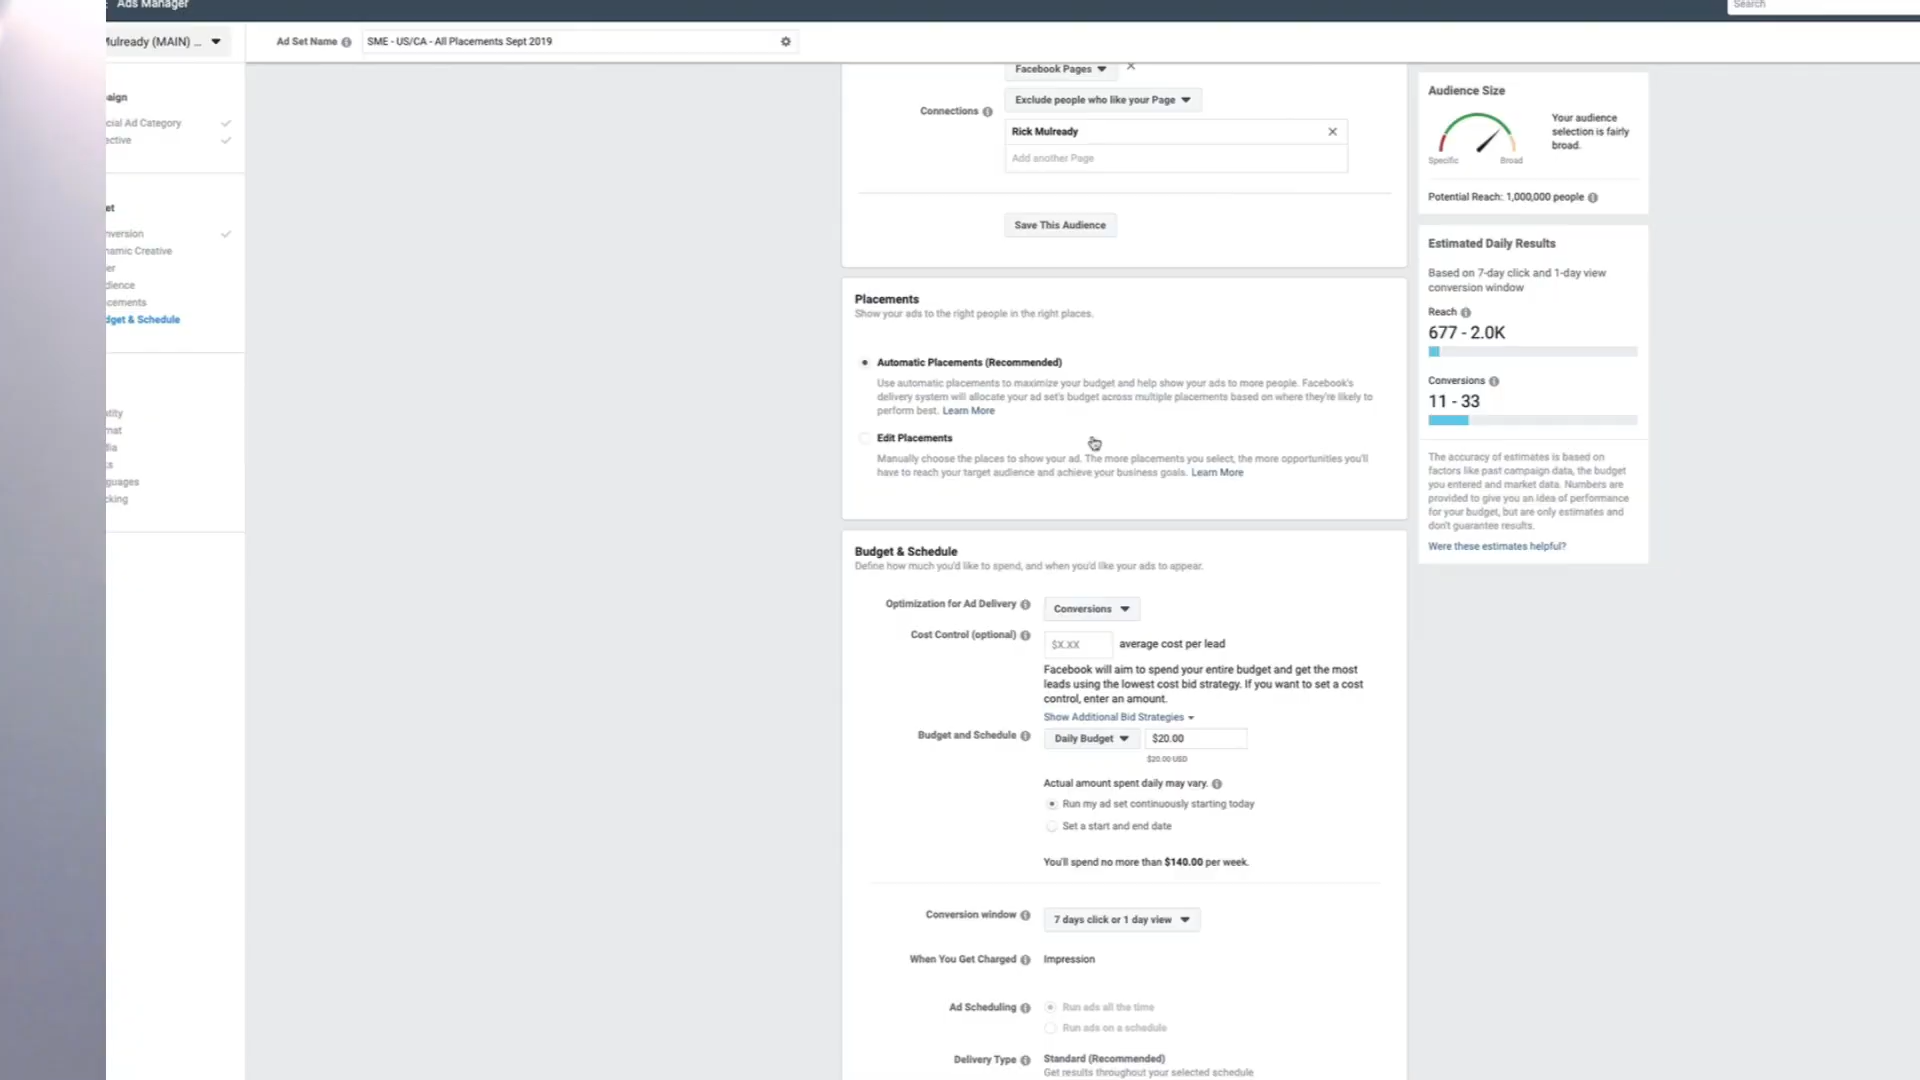 Ads Manager
Search
Mulready (MAIN) ...
Ad Set Name
SME - US/CA - All Placements Sept 2019
aign
cial Ad Category
ective
et
nversion
namic Creative
er
dience
cements
dget & Schedule
ntity
mat
dia
ks
guages
cking
Facebook Pages
Connections
Exclude people who like your Page
Rick Mulready
Add another Page
Save This Audience
Placements
Show your ads to the right people in the right places.
Automatic Placements (Recommended)
Use automatic placements to maximize your budget and help show your ads to more people. Facebook's
delivery system will allocate your ad set's budget across multiple placements based on where they're likely to
perform best. Learn More
Edit Placements
Manually choose the places to show your ad. The more placements you select, the more opportunities you'll
have to reach your target audience and achieve your business goals. Learn More
Budget & Schedule
Define how much you'd like to spend, and when you'd like your ads to appear.
Optimization for Ad Delivery
Conversions
Cost Control (optional)
$X.XX average cost per lead
Facebook will aim to spend your entire budget and get the most
leads using the lowest cost bid strategy. If you want to set a cost
control, enter an amount.
Show Additional Bid Strategies
Budget and Schedule
Daily Budget
$20.00
$20.00 USD
Actual amount spent daily may vary.
Run my ad set continuously starting today
Set a start and end date
You'll spend no more than $140.00 per week.
Conversion window
7 days click or 1 day view
When You Get Charged
Impression
Ad Scheduling
Run ads all the time
Run ads on a schedule
Delivery Type
Standard (Recommended)
Get results throughout your selected schedule
Audience Size
Your audience
selection is fairly
broad.
Specific
Broad
Potential Reach: 1,000,000 people
Estimated Daily Results
Based on 7-day click and 1-day view
conversion window
Reach
677 - 2.0K
Conversions
11 - 33
The accuracy of estimates is based on
factors like past campaign data, the budget
you entered and market data. Numbers are
provided to give you an idea of performance
for your budget, but are only estimates and
don't guarantee results.
Were these estimates helpful?